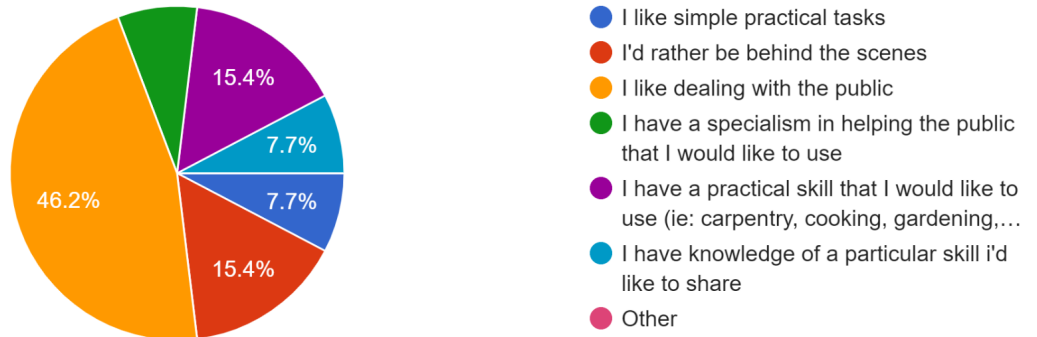 15.4%
7.7%
7.7%
15.4%
46.2%
I like simple practical tasks
I'd rather be behind the scenes
I like dealing with the public
I have a specialism in helping the public
that I would like to use
I have a practical skill that I would like to
use (ie: carpentry, cooking, gardening,…
I have knowledge of a particular skill i'd
like to share
Other